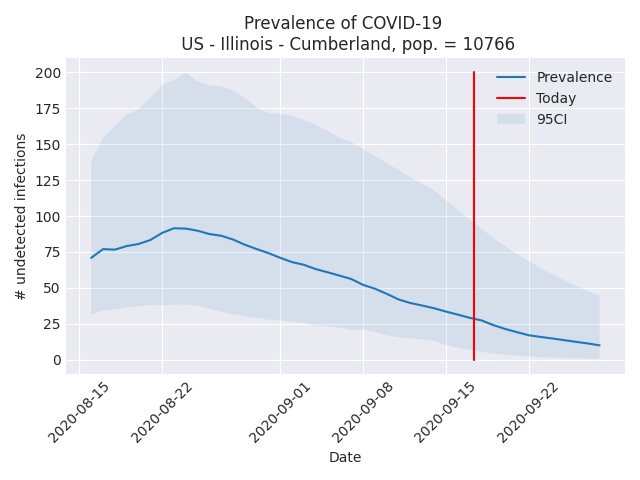 Prevalence of COVID-19
US - Illinois - Cumberland, pop. = 10766
# undetected infections
200
175
150
125
100
75
50
25
0
Prevalence
Today
95CI
2020-08-15
2020-08-22
2020-09-01
2020-09-08
2020-09-15
2020-09-22
Date